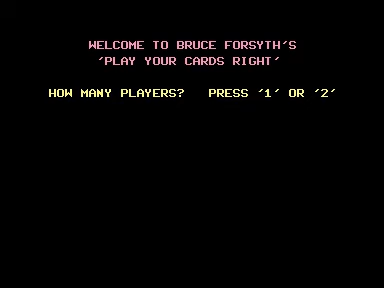 WELCOME TO BRUCE FORSYTH'S
'PLAY YOUR CARDS RIGHT'
HOW MANY PLAYERS? PRESS '1' OR '2'